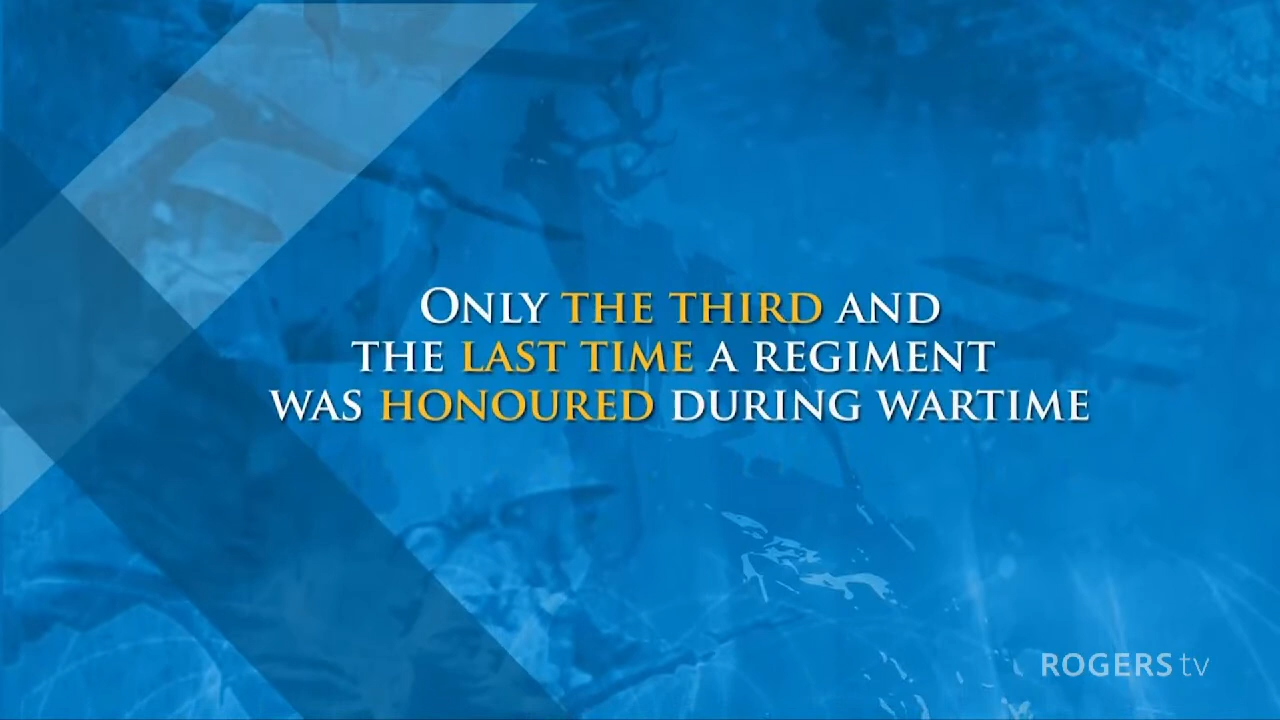 Only the third and
the last time a regiment
was honoured during wartime
ROGERS tv